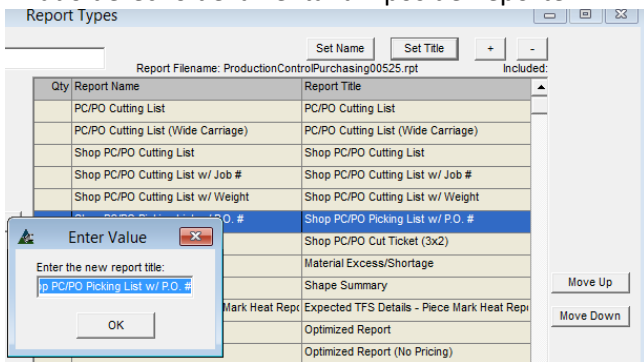 Report Types
Set Name Set Title + -
Report Filename: ProductionControlPurchasing00525.rpt Included:
Qty Report Name Report Title
PC/PO Cutting List PC/PO Cutting List
PC/PO Cutting List (Wide Carriage) PC/PO Cutting List (Wide Carriage)
Shop PC/PO Cutting List Shop PC/PO Cutting List
Shop PC/PO Cutting List w/ Job # Shop PC/PO Cutting List w/ Job #
Shop PC/PO Cutting List w/ Weight Shop PC/PO Cutting List w/ Weight
P.O. # Shop PC/PO Picking List w/ P.O. #
Shop PC/PO Cut Ticket (3x2)
Material Excess/Shortage
Shape Summary
Mark Heat Repo Expected TFS Details - Piece Mark Heat Repo
Optimized Report
Optimized Report (No Pricing)
Enter Value
Enter the new report title:
op PC/PO Picking List w/ P.O. #
OK
Move Up
Move Down